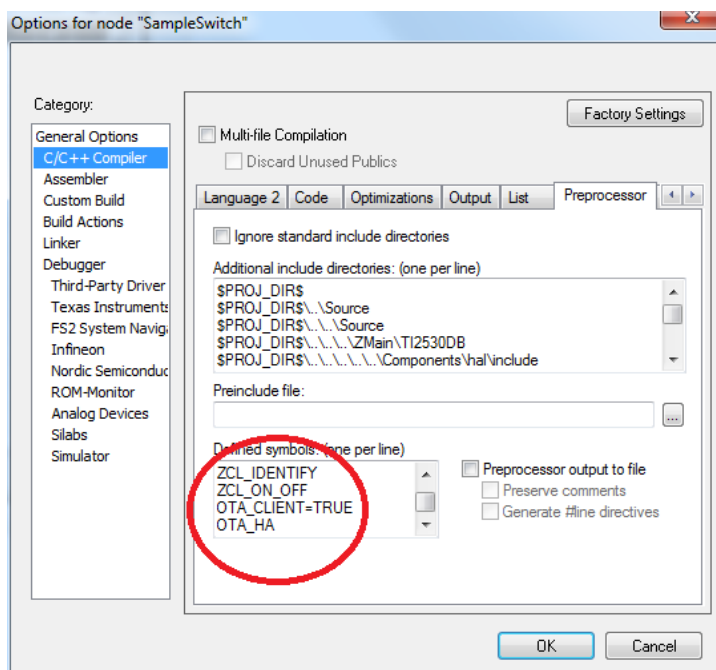 Options for node "SampleSwitch"
X
Category:
Factory Settings
General Options
C/C++ Compiler
Assembler
Custom Build
Build Actions
Linker
Debugger
Third-Party Driver
Texas Instruments
FS2 System Naviga
Infineon
Nordic Semiconduc
ROM-Monitor
Analog Devices
Silabs
Simulator
Multi-file Compilation
Discard Unused Publics
Language 2 Code Optimizations Output List Preprocessor
Ignore standard include directories
Additional include directories: (one per line)
$PROJ_DIR$
$PROJ_DIR$\..\Source
$PROJ_DIR$\..\..\Source
$PROJ_DIR$\..\..\..\ZMain\TI2530DB
$PROJ_DIR$\..\..\..\..\..\Components\hal\include
Preinclude file:
...
Defined symbols: (one per line)
ZCL_IDENTIFY
ZCL_ON_OFF
OTA_CLIENT=TRUE
OTA_HA
Preprocessor output to file
Preserve comments
Generate #line directives
OK Cancel